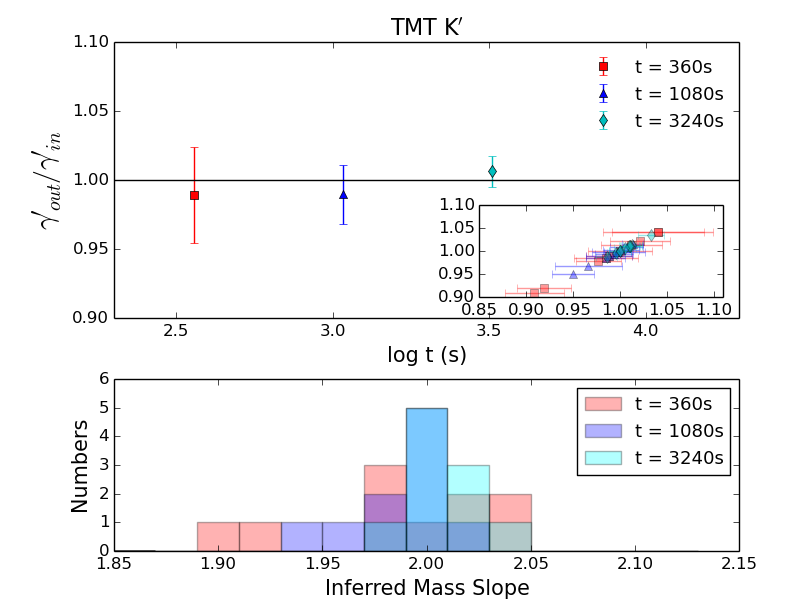 TMT K′
1.10
1.05
1.00
0.95
0.90
γ′out/γ′in
t = 360s
t = 1080s
t = 3240s
1.10
1.05
1.00
0.95
0.90
0.85 0.90 0.95 1.00 1.05 1.10
2.5 3.0 3.5 4.0
log t (s)
6
5
4
3
2
1
0
Numbers
t = 360s
t = 1080s
t = 3240s
1.85 1.90 1.95 2.00 2.05 2.10 2.15
Inferred Mass Slope